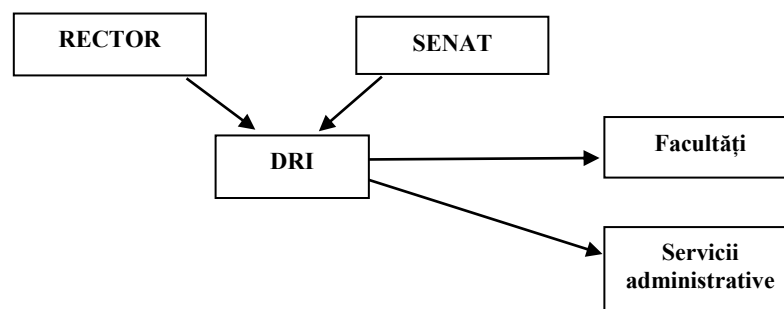 RECTOR
SENAT
DRI
Facultăți
Servicii
administrative